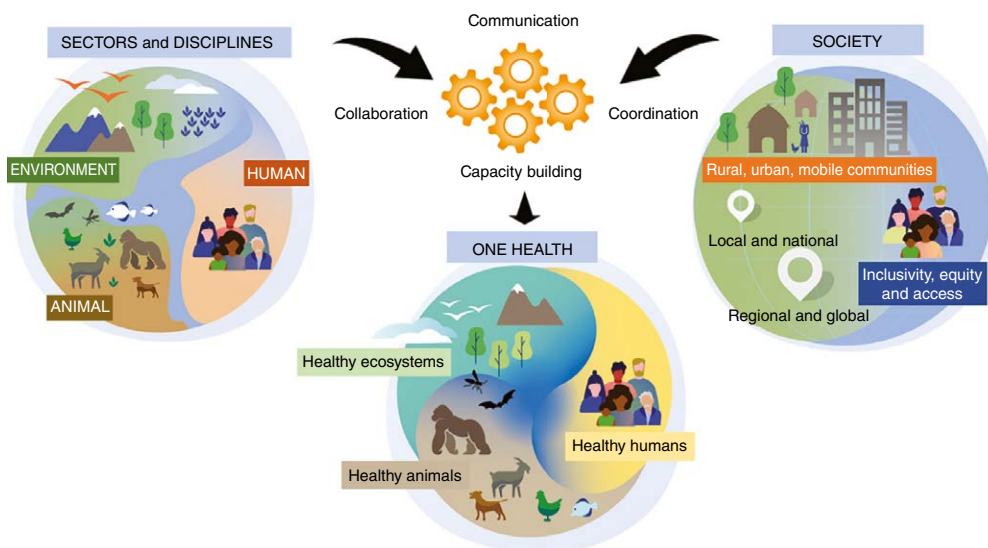 Communication
SECTORS and DISCIPLINES
SOCIETY
Collaboration
Coordination
ENVIRONMENT
HUMAN
Capacity building
Rural, urban, mobile communities
Local and national
ONE HEALTH
Inclusivity, equity
and access
ANIMAL
Regional and global
Healthy ecosystems
Healthy humans
Healthy animals